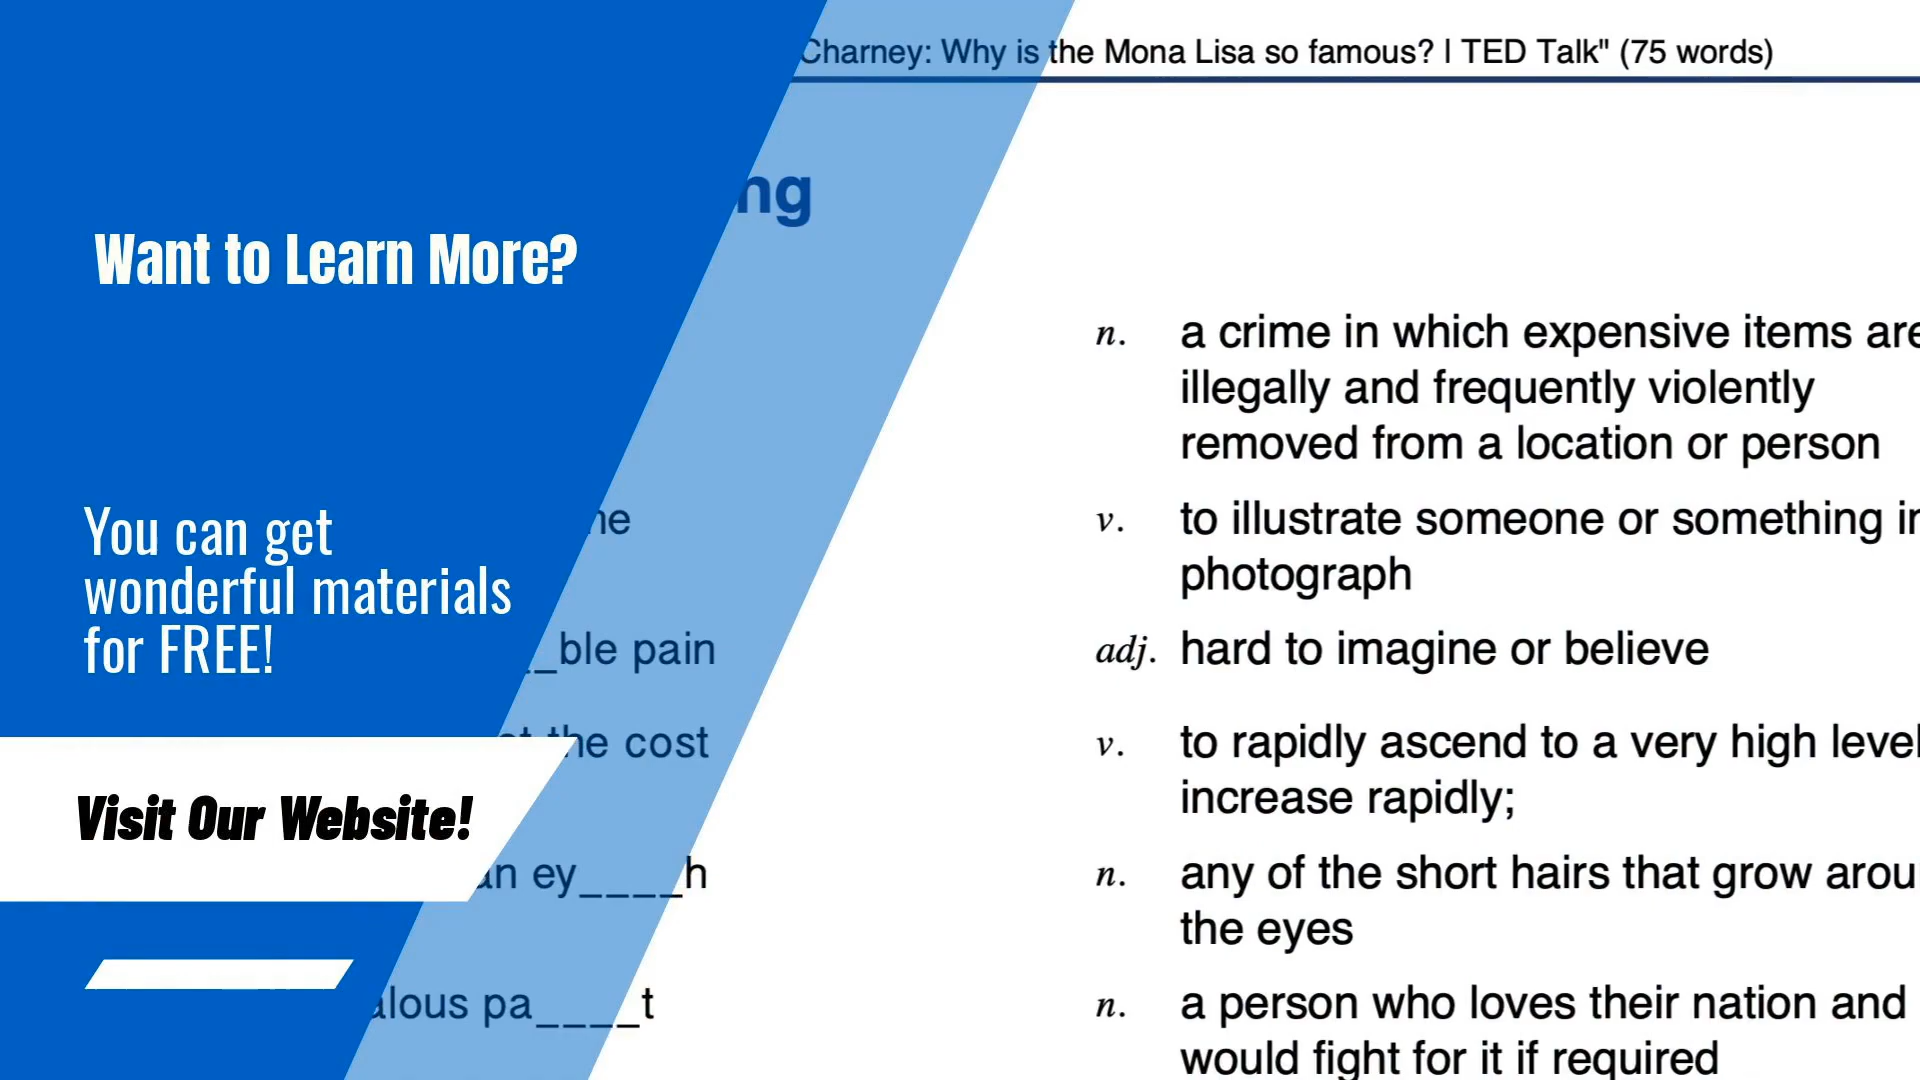 Charney: Why is the Mona Lisa so famous? | TED Talk" (75 words)
ng
Want to Learn More?
You can get
wonderful materials
for FREE!
Visit Our Website!
n. a crime in which expensive items are
illegally and frequently violently
removed from a location or person
he
v. to illustrate someone or something in
photograph
_ble pain
adj. hard to imagine or believe
the cost
v. to rapidly ascend to a very high level
increase rapidly;
an ey____h
n. any of the short hairs that grow arou
the eyes
alous pa____t
n. a person who loves their nation and
would fight for it if required